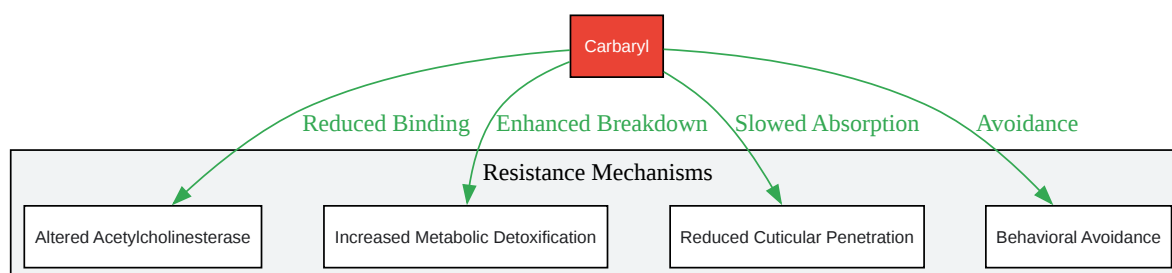 Carbaryl
Reduced Binding
Enhanced Breakdown
Slowed Absorption
Avoidance
Resistance Mechanisms
Altered Acetylcholinesterase
Increased Metabolic Detoxification
Reduced Cuticular Penetration
Behavioral Avoidance